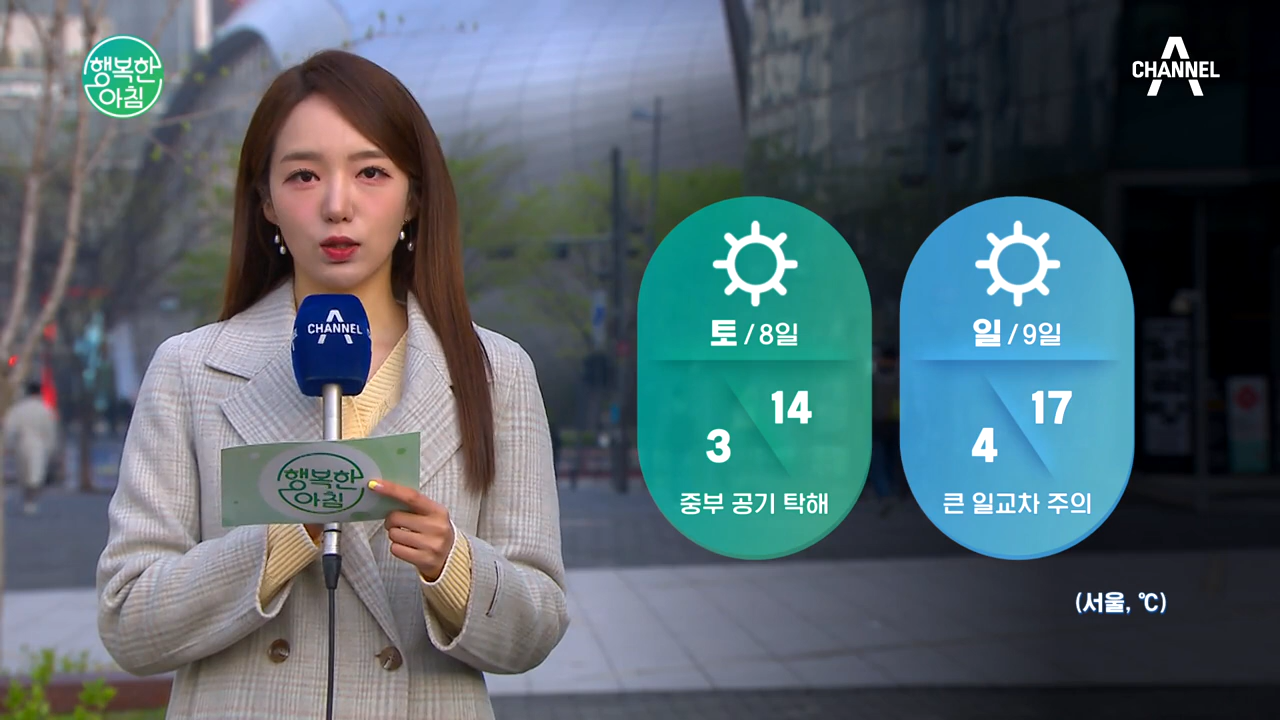 행복한
아침
CHANNEL
CHANNEL
행복한
아침
토 / 8일
3
14
중부 공기 탁해
일 / 9일
4
17
큰 일교차 주의
(서울, ℃)